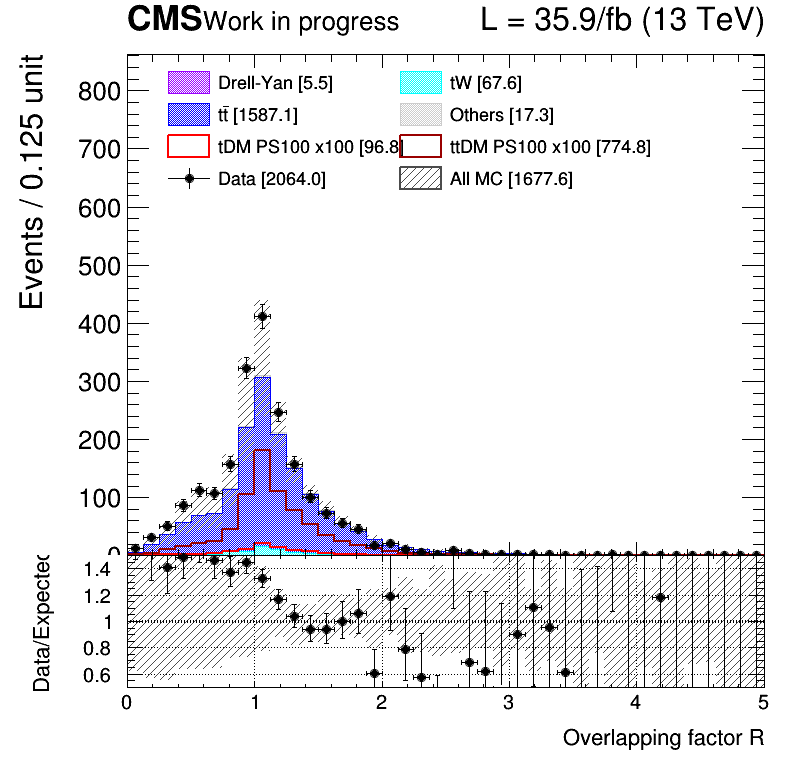 CMS Work in progress L = 35.9/fb (13 TeV)
Events / 0.125 unit
800
700
600
500
400
300
200
100
0
Drell-Yan [5.5] tW [67.6]
tt̄ [1587.1] Others [17.3]
tDM PS100 x100 [96.8 ttDM PS100 x100 [774.8]
Data [2064.0] All MC [1677.6]
Data/Expected
1.4
1.2
1
0.8
0.6
0 1 2 3 4 5
Overlapping factor R